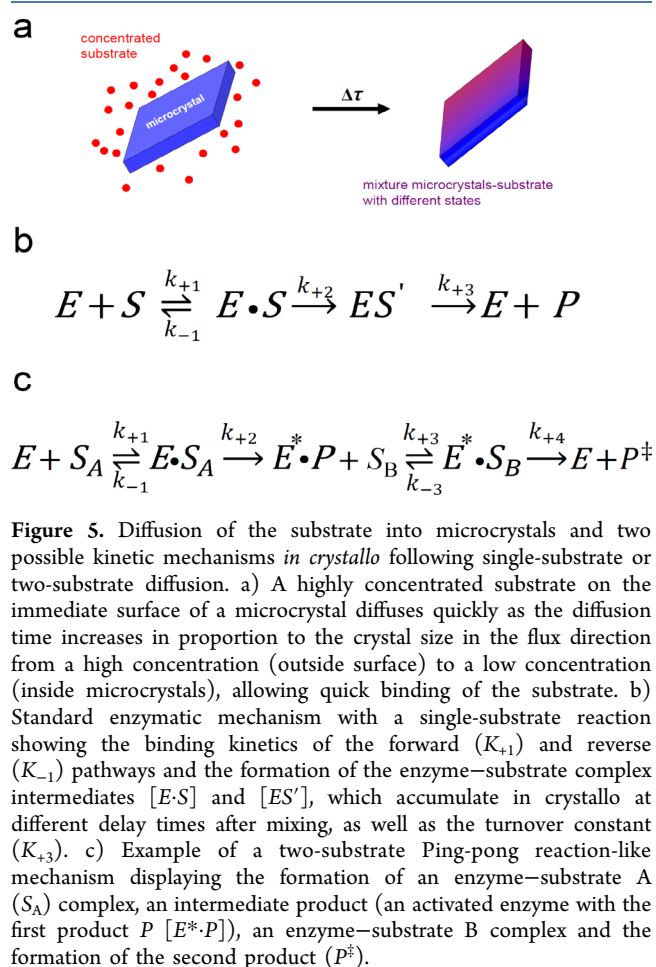 a
concentrated
substrate
microcrystal
Δτ
mixture microcrystals-substrate
with different states
b
E + S ⇌ E•S → ES' → E + P
k+1 k-1 k+2 k+3
c
E + S_A ⇌ E•S_A → E*•P + S_B ⇌ E*•S_B → E + P‡
k+1 k-1 k+2 k+3 k-3 k+4
Figure 5. Diffusion of the substrate into microcrystals and two
possible kinetic mechanisms in crystallo following single-substrate or
two-substrate diffusion. a) A highly concentrated substrate on the
immediate surface of a microcrystal diffuses quickly as the diffusion
time increases in proportion to the crystal size in the flux direction
from a high concentration (outside surface) to a low concentration
(inside microcrystals), allowing quick binding of the substrate. b)
Standard enzymatic mechanism with a single-substrate reaction
showing the binding kinetics of the forward (K+1) and reverse
(K−1) pathways and the formation of the enzyme−substrate complex
intermediates [E·S] and [ES′], which accumulate in crystallo at
different delay times after mixing, as well as the turnover constant
(K+3). c) Example of a two-substrate Ping-pong reaction-like
mechanism displaying the formation of an enzyme−substrate A
(SA) complex, an intermediate product (an activated enzyme with the
first product P [E*·P]), an enzyme−substrate B complex and the
formation of the second product (P‡).